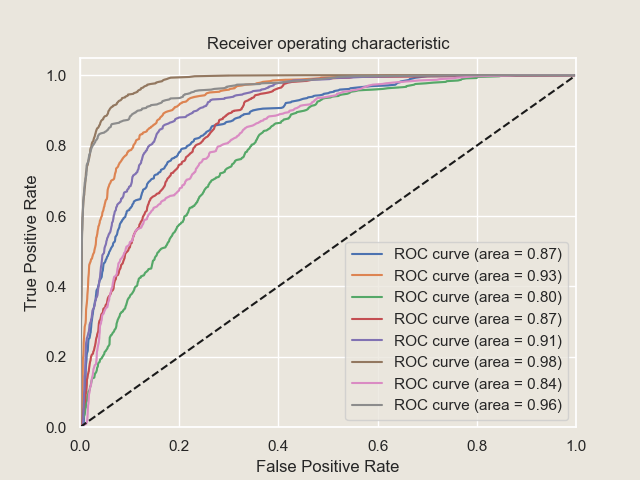 Receiver operating characteristic
True Positive Rate
1.0
0.8
0.6
0.4
0.2
0.0
ROC curve (area = 0.87)
ROC curve (area = 0.93)
ROC curve (area = 0.80)
ROC curve (area = 0.87)
ROC curve (area = 0.91)
ROC curve (area = 0.98)
ROC curve (area = 0.84)
ROC curve (area = 0.96)
0.0 0.2 0.4 0.6 0.8 1.0
False Positive Rate